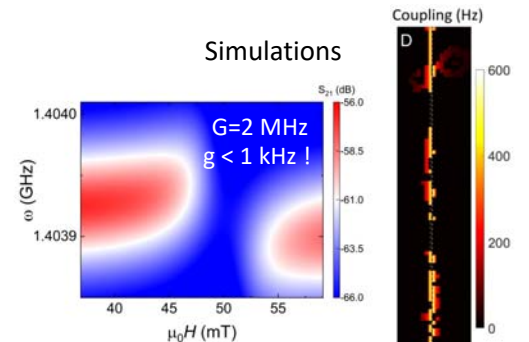 Coupling (Hz)
Simulations
D
S21 (dB)
G=2 MHz
g < 1 kHz !
1.4040
1.4039
ω (GHz)
-56.0
-58.5
-61.0
-63.5
-66.0
40
45
50
55
μ0H (mT)
600
400
200
0